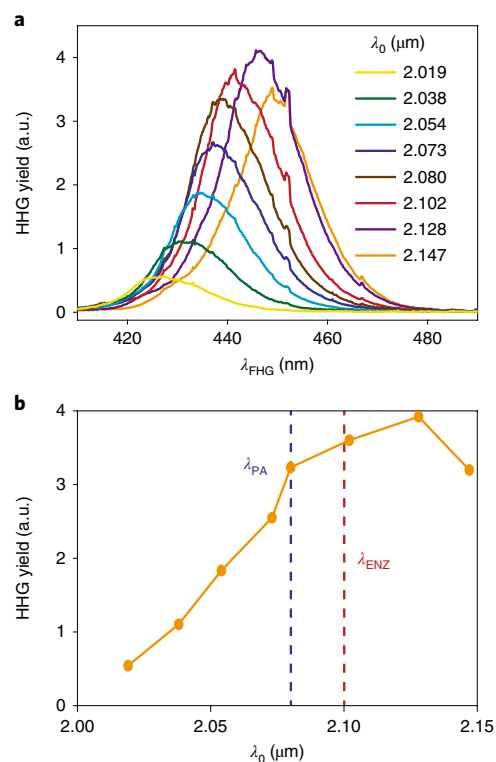 a
λ0 (μm)
2.019
2.038
2.054
2.073
2.080
2.102
2.128
2.147
HHG yield (a.u.)
4
3
2
1
0
420 440 460 480
λFHG (nm)
b
HHG yield (a.u.)
4
3
2
1
0
λPA
λENZ
2.00 2.05 2.10 2.15
λ0 (μm)